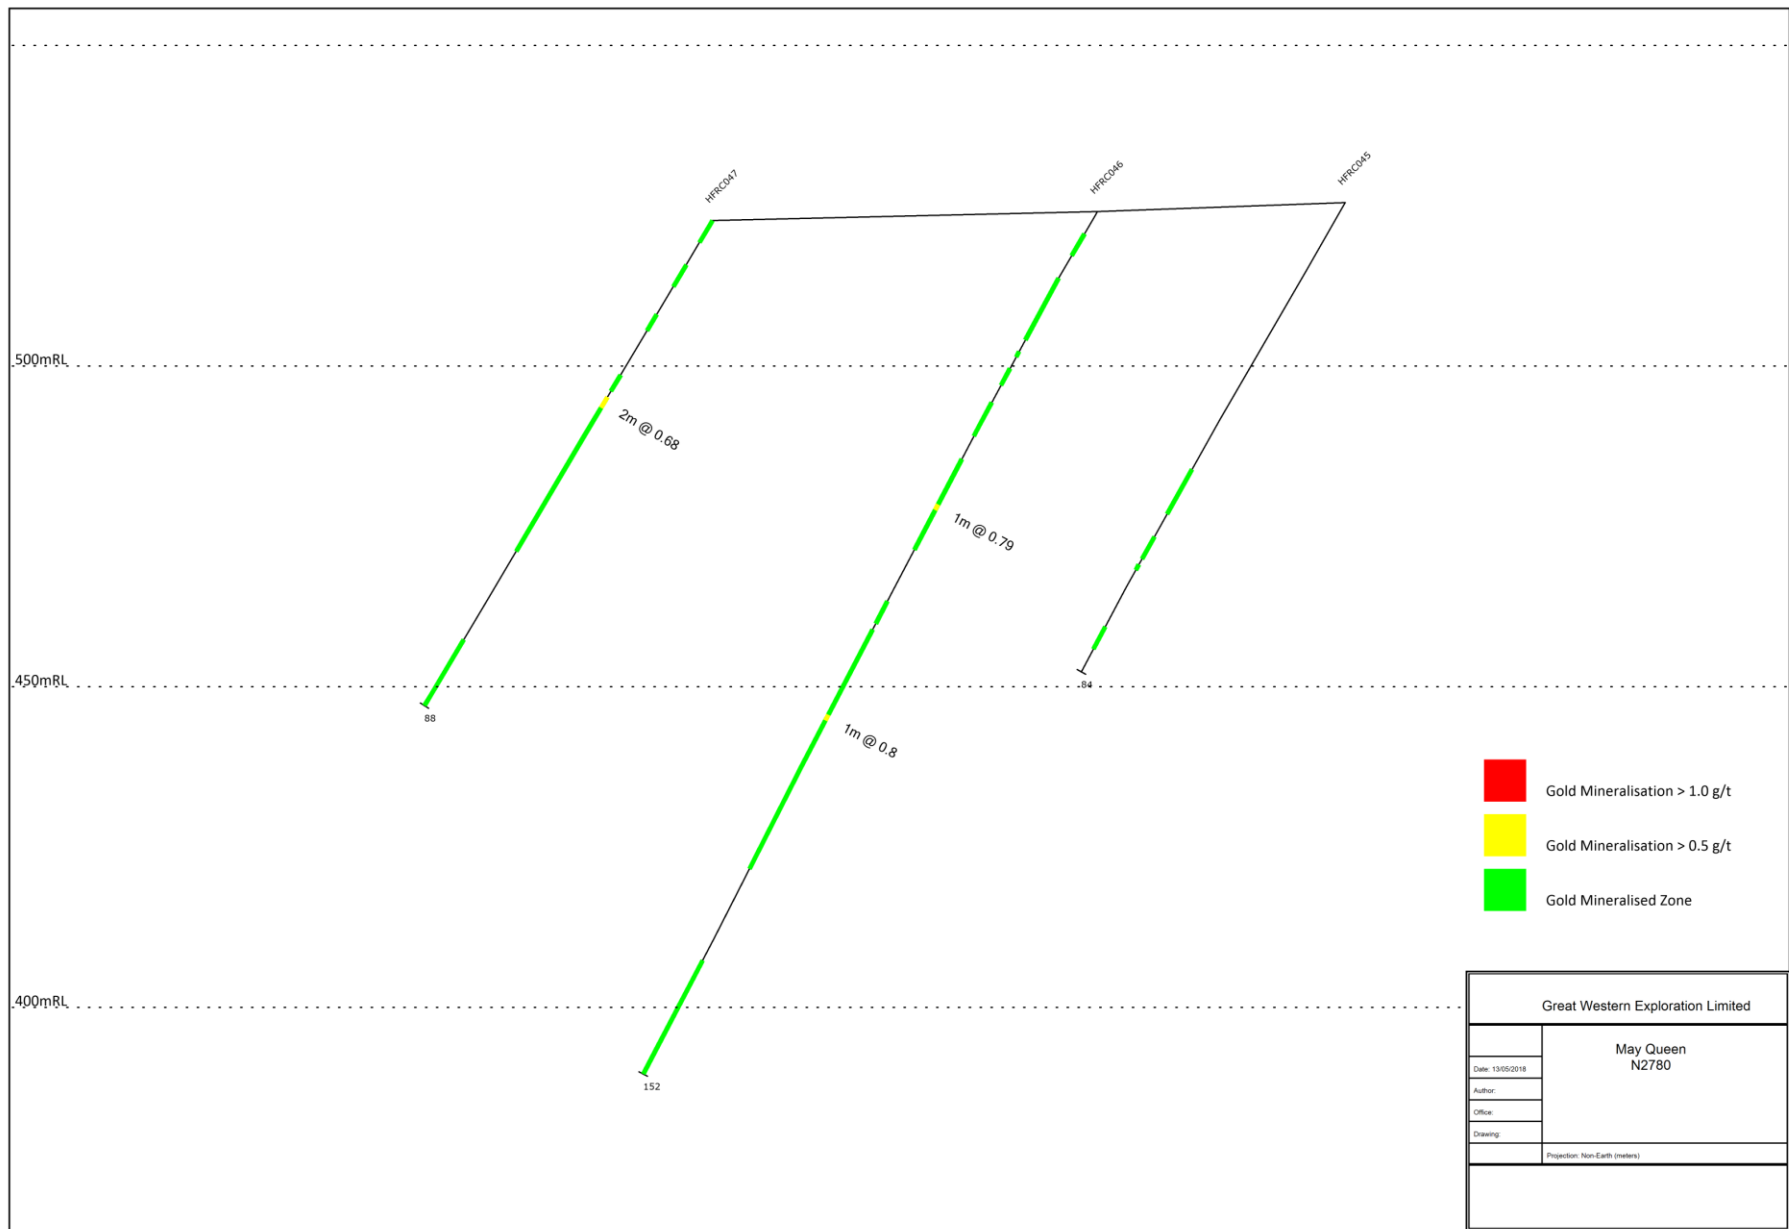 HFRC047
HFRC046
HFRC045
500mRL
2m @ 0.68
1m @ 0.79
450mRL
84
88
1m @ 0.8
Gold Mineralisation > 1.0 g/t
Gold Mineralisation > 0.5 g/t
Gold Mineralised Zone
400mRL
152
Great Western Exploration Limited
May Queen
N2780
Date: 13/05/2018
Author:
Office:
Drawing:
Projection: Non-Earth (meters)